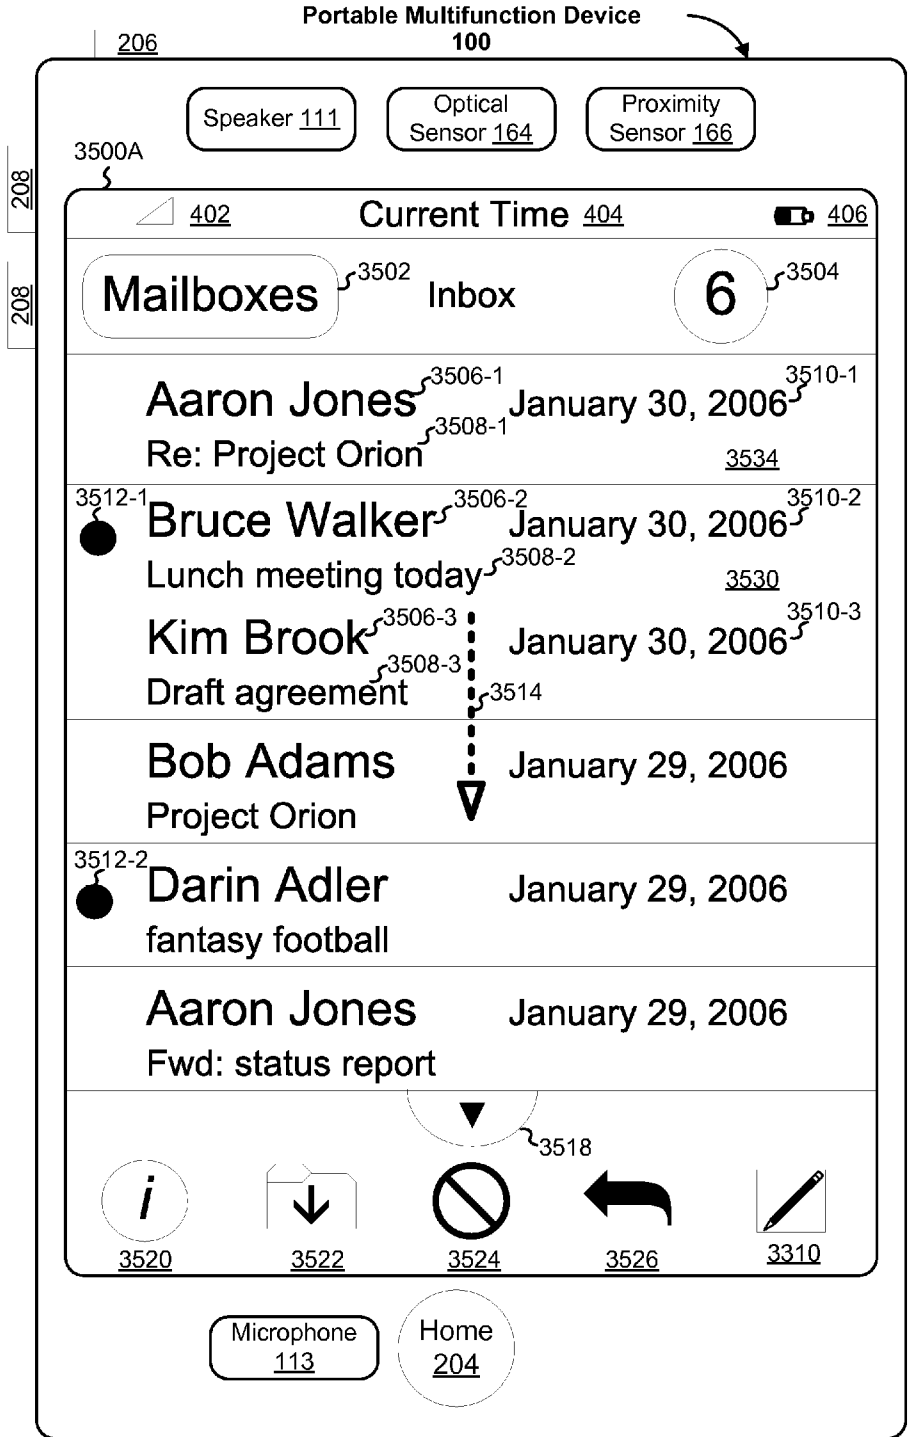 Portable Multifunction Device
100
206
Speaker 111
Optical
Sensor 164
Proximity
Sensor 166
3500A
208
402
Current Time 404
406
208
Mailboxes
3502
Inbox
6
3504
Aaron Jones
3506-1
January 30, 2006
3510-1
Re: Project Orion
3508-1
3534
3512-1
Bruce Walker
3506-2
January 30, 2006
3510-2
Lunch meeting today
3508-2
3530
Kim Brook
3506-3
January 30, 2006
3510-3
Draft agreement
3508-3
3514
Bob Adams
January 29, 2006
Project Orion
3512-2
Darin Adler
January 29, 2006
fantasy football
Aaron Jones
January 29, 2006
Fwd: status report
3518
i
3520
3522
3524
3526
3310
Microphone
113
Home
204